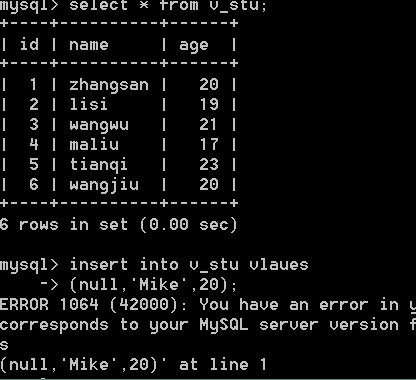 mysql> select * from v_stu;
+----+----------+------+
| id | name     | age  |
+----+----------+------+
|  1 | zhangsan |   20 |
|  2 | lisi     |   19 |
|  3 | wangwu   |   21 |
|  4 | maliu    |   17 |
|  5 | tianqi   |   23 |
|  6 | wangjiu  |   20 |
+----+----------+------+
6 rows in set (0.00 sec)
mysql> insert into v_stu vlaues
    -> (null,'Mike',20);
ERROR 1064 (42000): You have an error in y
corresponds to your MySQL server version f
s
(null,'Mike',20)' at line 1